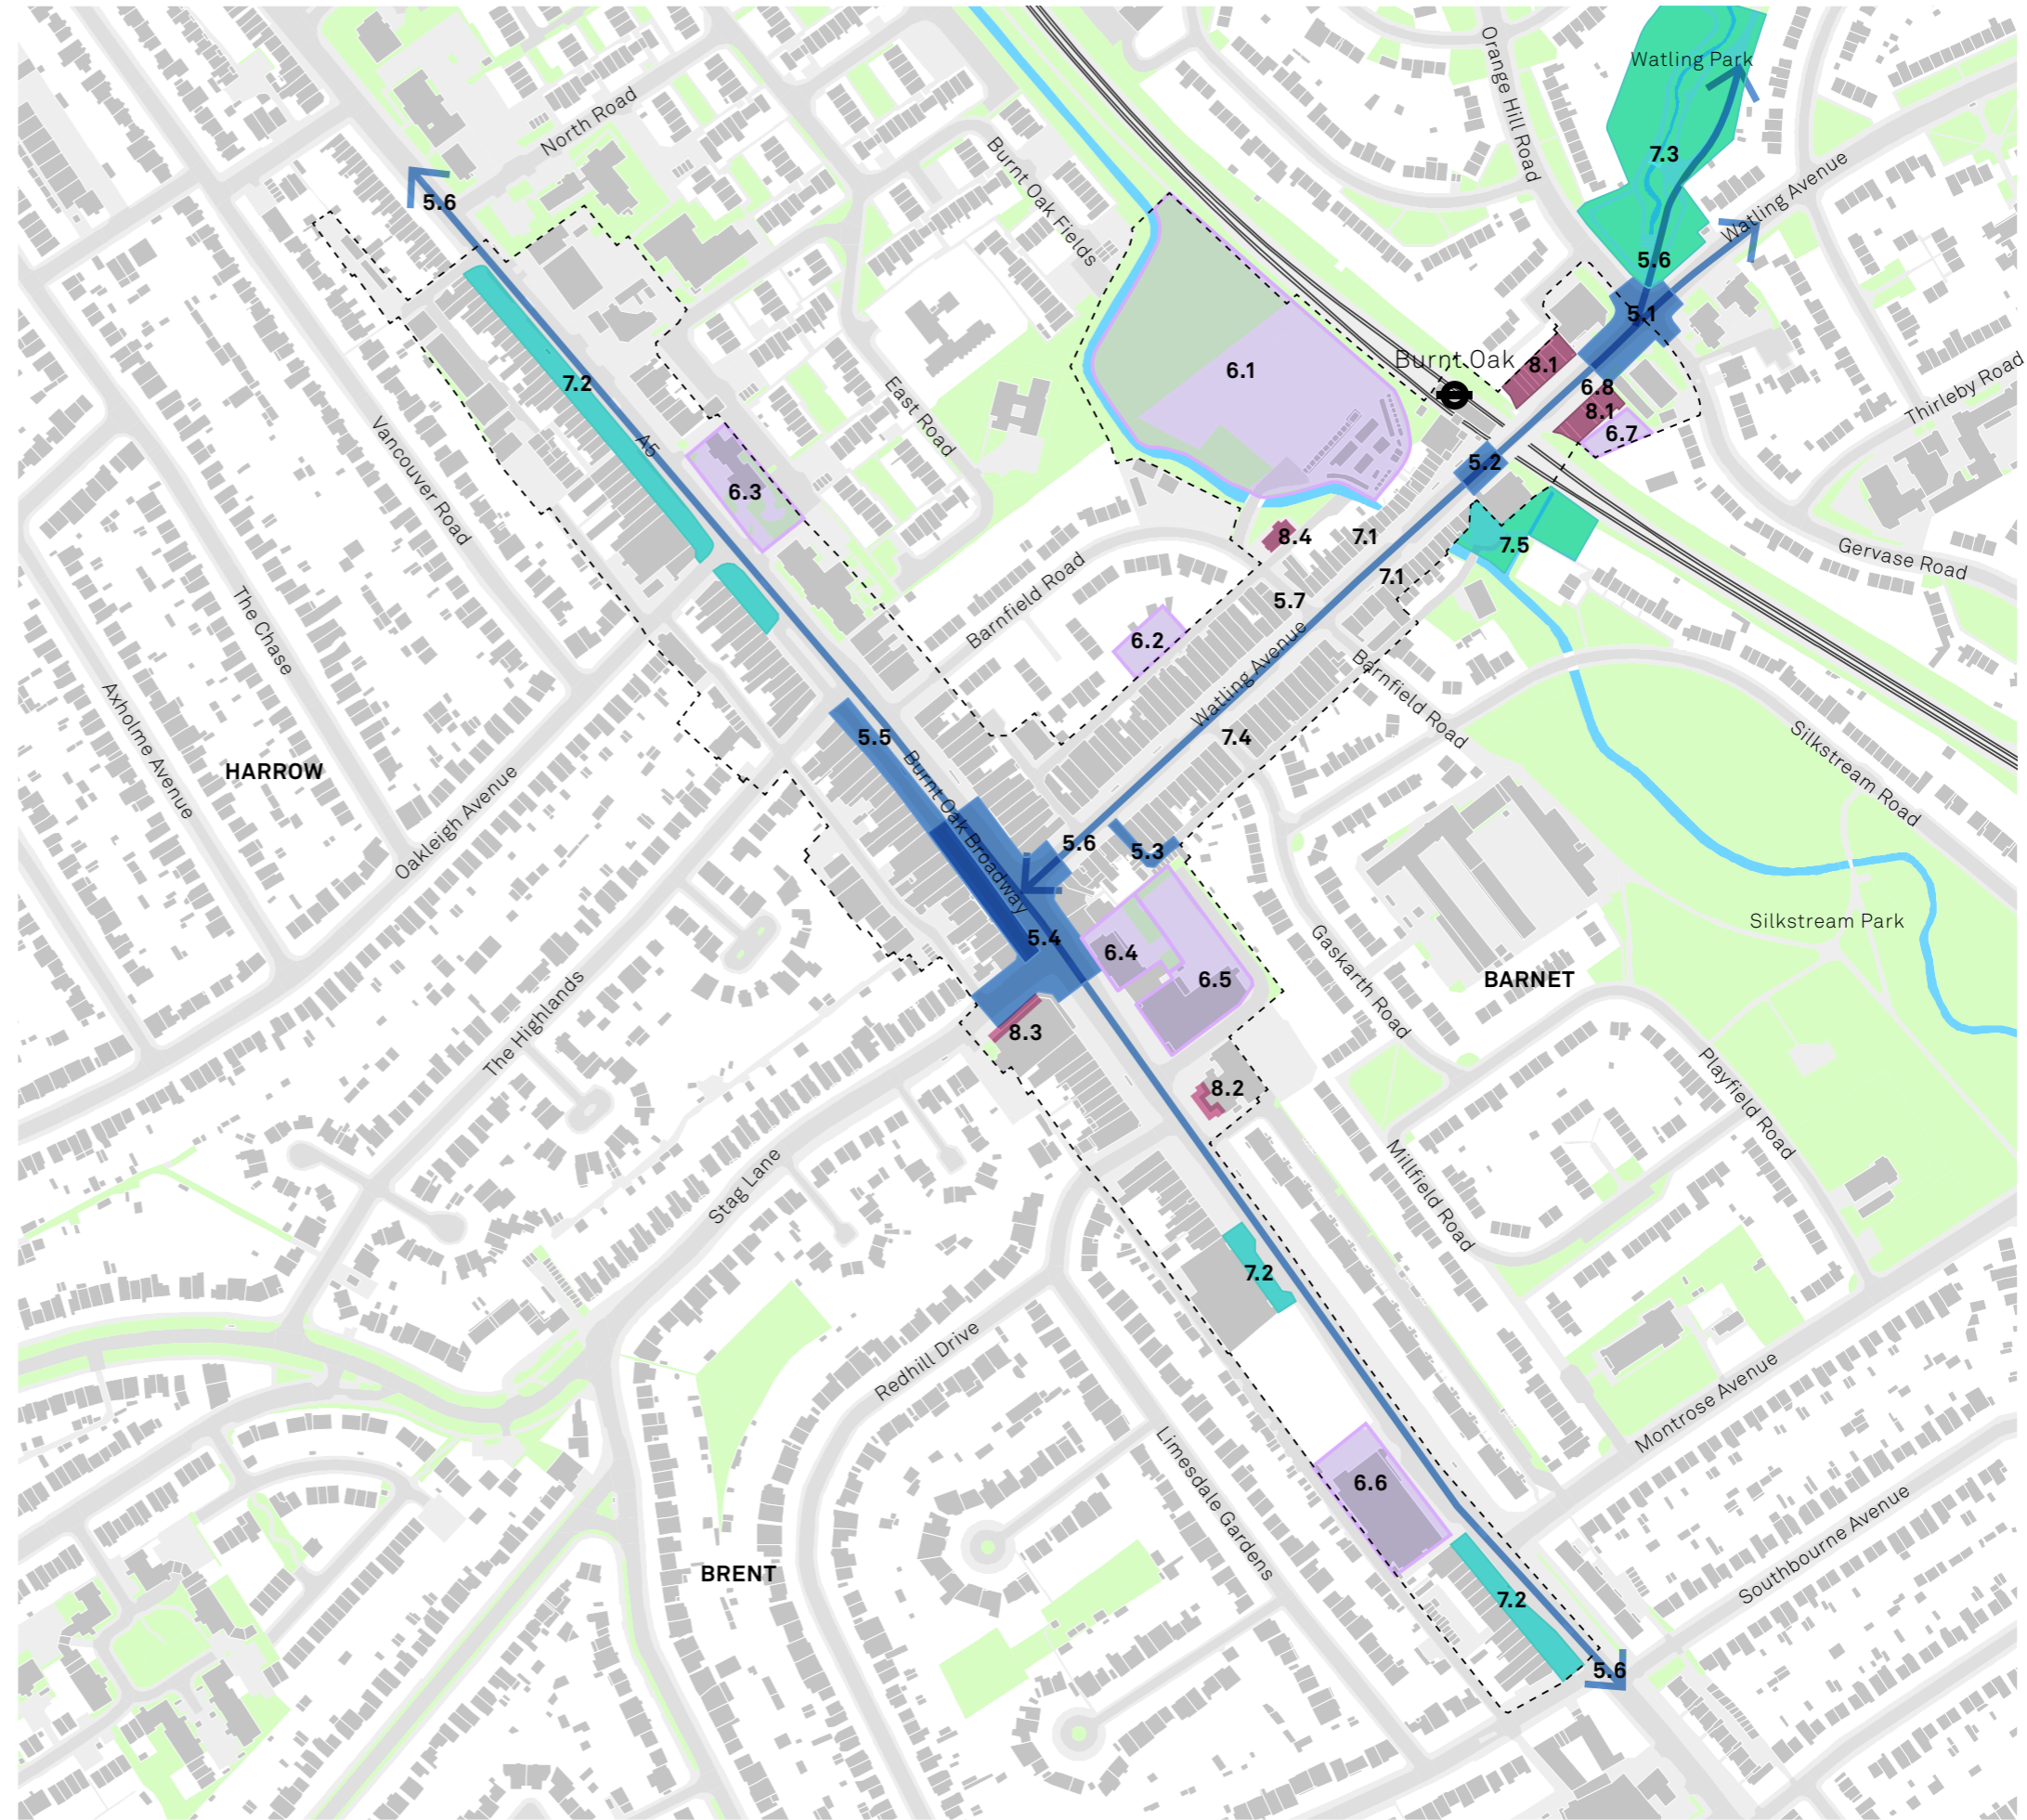 Watling Park
Orange Hill Road
North Road
Burnt Oak Fields
7.3
Watling Avenue
5.6
5.6
5.1
Burnt Oak
8.1
6.1
7.2
6.8
8.1
Thirleby Road
6.7
East Road
Vancouver Road
A5
5.2
6.3
8.4
7.1
7.5
Gervase Road
7.1
5.7
Barnfield Road
The Chase
6.2
Watling Avenue
Barnfield Road
Axholme Avenue
5.5
7.4
HARROW
Silkstream Road
Oakleigh Avenue
Burnt Oak Broadway
5.6
5.3
Silkstream Park
5.4
6.4
6.5
BARNET
Gaskarth Road
The Highlands
8.3
8.2
Playfield Road
Stag Lane
Millfield Road
7.2
Redhill Drive
Montrose Avenue
6.6
Limesdale Gardens
Southbourne Avenue
BRENT
7.2
5.6